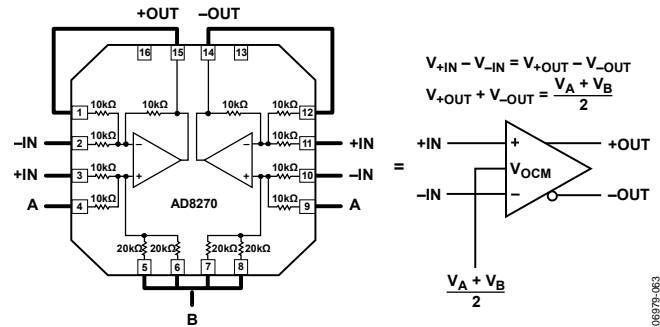 +OUT –OUT
16 15 14 13
10kΩ 10kΩ 10kΩ 10kΩ
1 12
10kΩ 10kΩ
–IN 2 – – 11 +IN
10kΩ 10kΩ
+IN 3 + + 10 –IN
10kΩ 10kΩ
A 4 AD8270 9 A
20kΩ 20kΩ 20kΩ 20kΩ
5 6 7 8
B
=
V+IN – V–IN = V+OUT – V–OUT
V+OUT + V–OUT = VA + VB
2
+IN + +OUT
VOCM
–IN – –OUT
VA + VB
2
06979-063